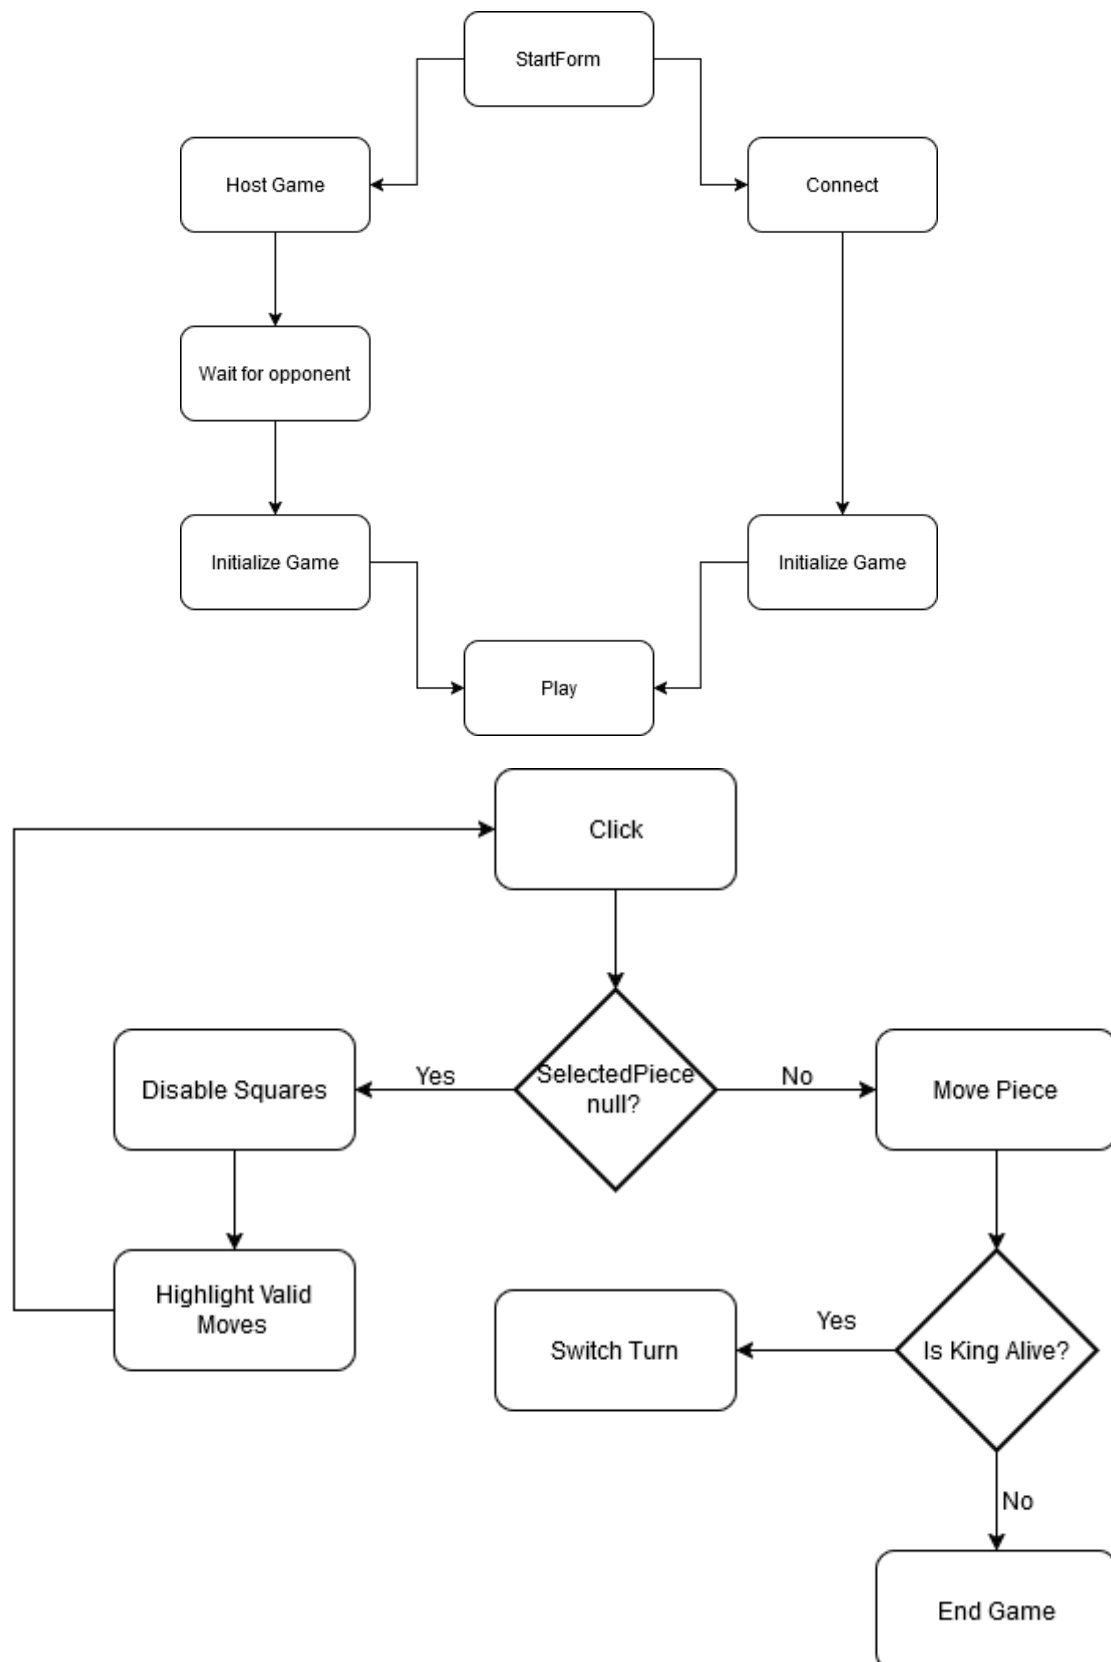 StartForm
Host Game
Connect
Wait for opponent
Initialize Game
Initialize Game
Play
Click
SelectedPiece
null?
Yes
No
Disable Squares
Move Piece
Highlight Valid
Moves
Switch Turn
Yes
Is King Alive?
No
End Game